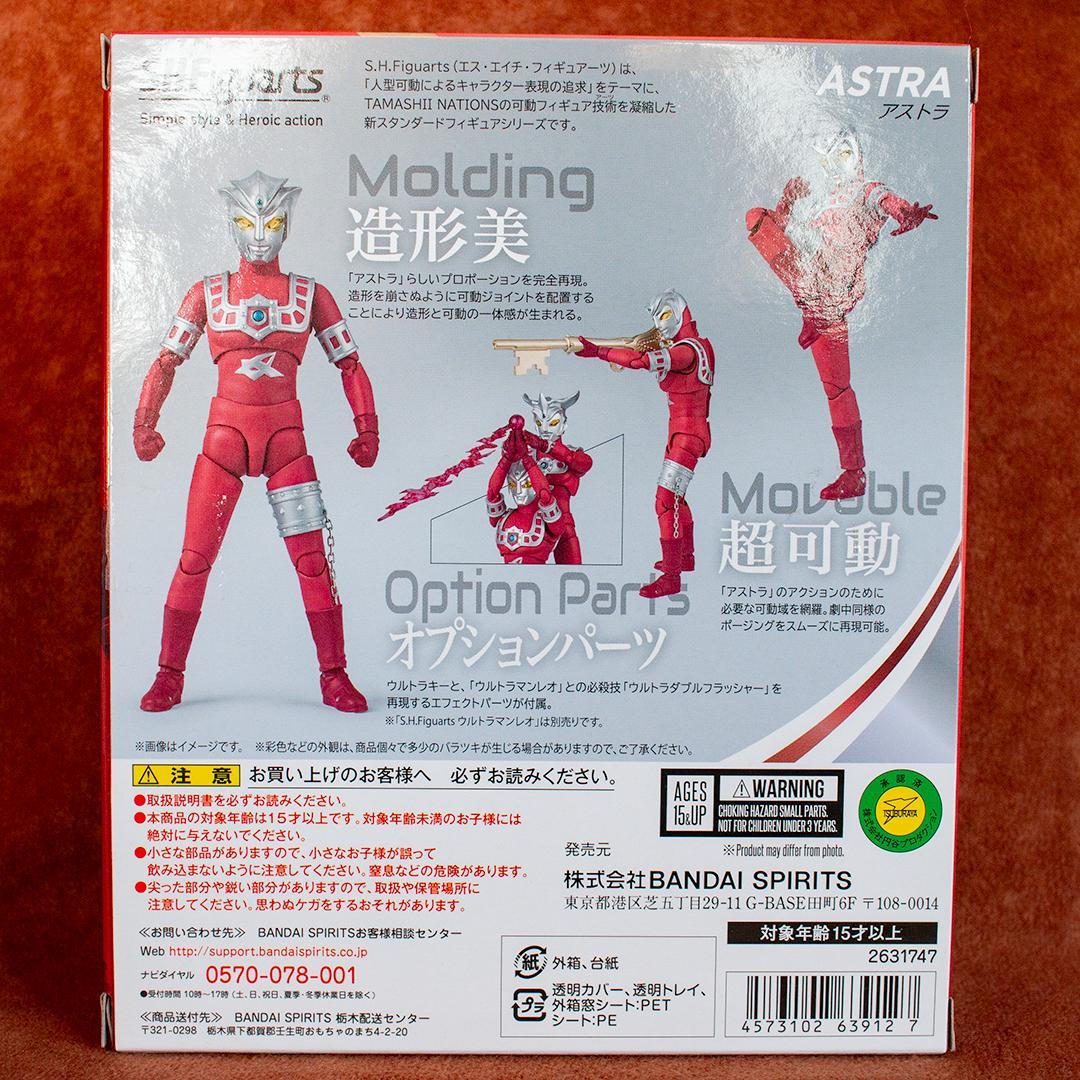 S.H.Figuarts
Simple style & Heroic action
S.H.Figuarts（エス・エイチ・フィギュアーツ）は、
「人型可動によるキャラクター表現の追求」をテーマに、
TAMASHII NATIONSの可動フィギュア技術を凝縮した
新スタンダードフィギュアシリーズです。
ASTRA
アストラ
Molding
造形美
「アストラ」らしいプロポーションを完全再現。
造形を崩さぬように可動ジョイントを配置する
ことにより造形と可動の一体感が生まれる。
Movable
超可動
「アストラ」のアクションのために
必要な可動域を網羅。劇中同様の
ポージングをスムーズに再現可能。
Option Parts
オプションパーツ
ウルトラキーと、「ウルトラマンレオ」との必殺技「ウルトラダブルフラッシャー」を
再現するエフェクトパーツが付属。
※「S.H.Figuarts ウルトラマンレオ」は別売りです。
※画像はイメージです。 ※彩色などの外観は、商品個々で多少のバラツキが生じる場合がありますので、ご了承ください。
注意 お買い上げのお客様へ 必ずお読みください。
●取扱説明書を必ずお読みください。
●本商品の対象年齢は15才以上です。対象年齢未満のお子様には
絶対に与えないでください。
●小さな部品がありますので、小さなお子様が誤って
飲み込まないように注意してください。窒息などの危険があります。
●尖った部分や鋭い部分がありますので、取扱や保管場所に
注意してください。思わぬケガをするおそれがあります。
≪お問い合わせ先≫ BANDAI SPIRITSお客様相談センター
Web http://support.bandaispirits.co.jp
ナビダイヤル 0570-078-001
●受付時間 10時〜17時（土、日、祝日、夏季・冬季休業日を除く）
≪商品送付先≫ BANDAI SPIRITS 栃木配送センター
〒321-0298 栃木県下都賀郡壬生町おもちゃのまち4-2-20
AGES
15&UP
WARNING
CHOKING HAZARD SMALL PARTS.
NOT FOR CHILDREN UNDER 3 YEARS.
※Product may differ from photo.
承認済
TSUBURAYA
株式会社円谷プロダクション
発売元
株式会社BANDAI SPIRITS
東京都港区芝五丁目29-11 G-BASE田町6F 〒108-0014
対象年齢15才以上
2631747
紙 外箱、台紙
プラ 透明カバー、透明トレイ、
外箱窓シート:PET
シート:PE
4573102 63912 7